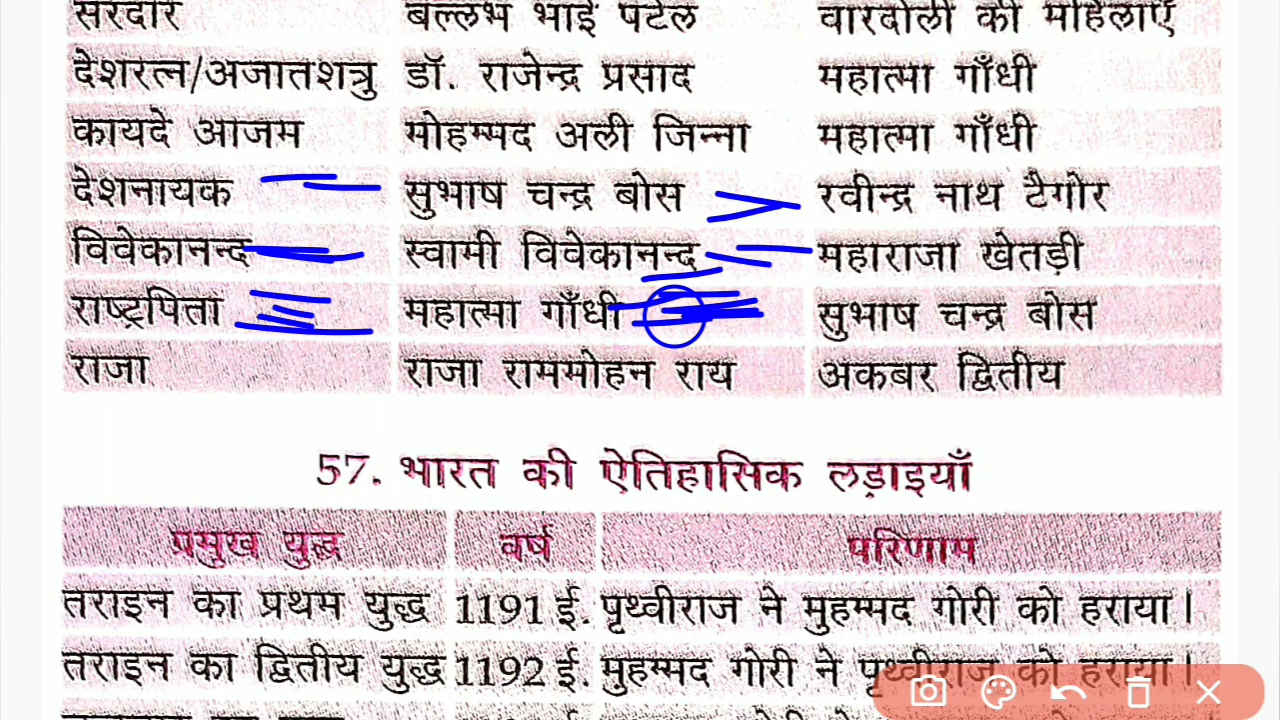 सरदार बल्लभ भाई पटेल वारदोली की महिलाएँ
देशरत्न/अजातशत्रु डॉ. राजेन्द्र प्रसाद महात्मा गाँधी
कायदे आजम मोहम्मद अली जिन्ना महात्मा गाँधी
देशनायक सुभाष चन्द्र बोस रवीन्द्र नाथ टैगोर
विवेकानन्द स्वामी विवेकानन्द महाराजा खेतड़ी
राष्ट्रपिता महात्मा गाँधी सुभाष चन्द्र बोस
राजा राजा राममोहन राय अकबर द्वितीय
57. भारत की ऐतिहासिक लड़ाइयाँ
प्रमुख युद्ध वर्ष परिणाम
तराइन का प्रथम युद्ध 1191 ई. पृथ्वीराज ने मुहम्मद गोरी को हराया।
तराइन का द्वितीय युद्ध 1192 ई. मुहम्मद गोरी ने पृथ्वीराज को हराया।